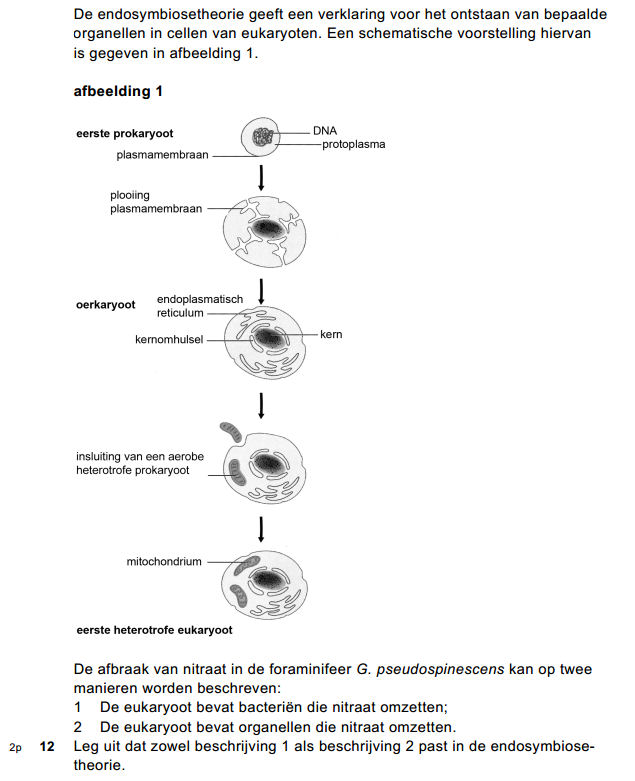 De endosymbiosetheorie geeft een verklaring voor het ontstaan van bepaalde
organellen in cellen van eukaryoten. Een schematische voorstelling hiervan
is gegeven in afbeelding 1.
afbeelding 1
eerste prokaryoot
DNA
protoplasma
plasmamembraan
plooiing
plasmamembraan
oerkaryoot
endoplasmatisch
reticulum
kernomhulsel
kern
insluiting van een aerobe
heterotrofe prokaryoot
mitochondrium
eerste heterotrofe eukaryoot
De afbraak van nitraat in de foraminifeer G. pseudospinescens kan op twee
manieren worden beschreven:
1 De eukaryoot bevat bacteriën die nitraat omzetten;
2 De eukaryoot bevat organellen die nitraat omzetten.
2p 12 Leg uit dat zowel beschrijving 1 als beschrijving 2 past in de endosymbiose-
theorie.